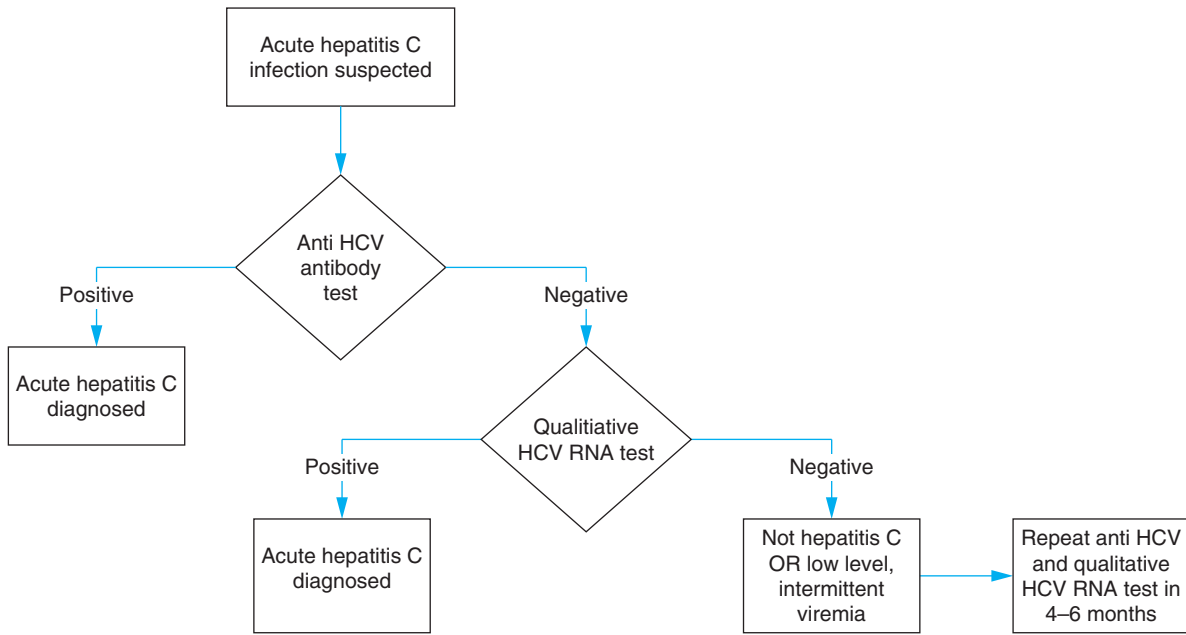 Acute hepatitis C
infection suspected
Anti HCV
antibody
test
Positive
Negative
Acute hepatitis C
diagnosed
Qualitiative
HCV RNA test
Positive
Negative
Acute hepatitis C
diagnosed
Not hepatitis C
OR low level,
intermittent
viremia
Repeat anti HCV
and qualitative
HCV RNA test in
4–6 months